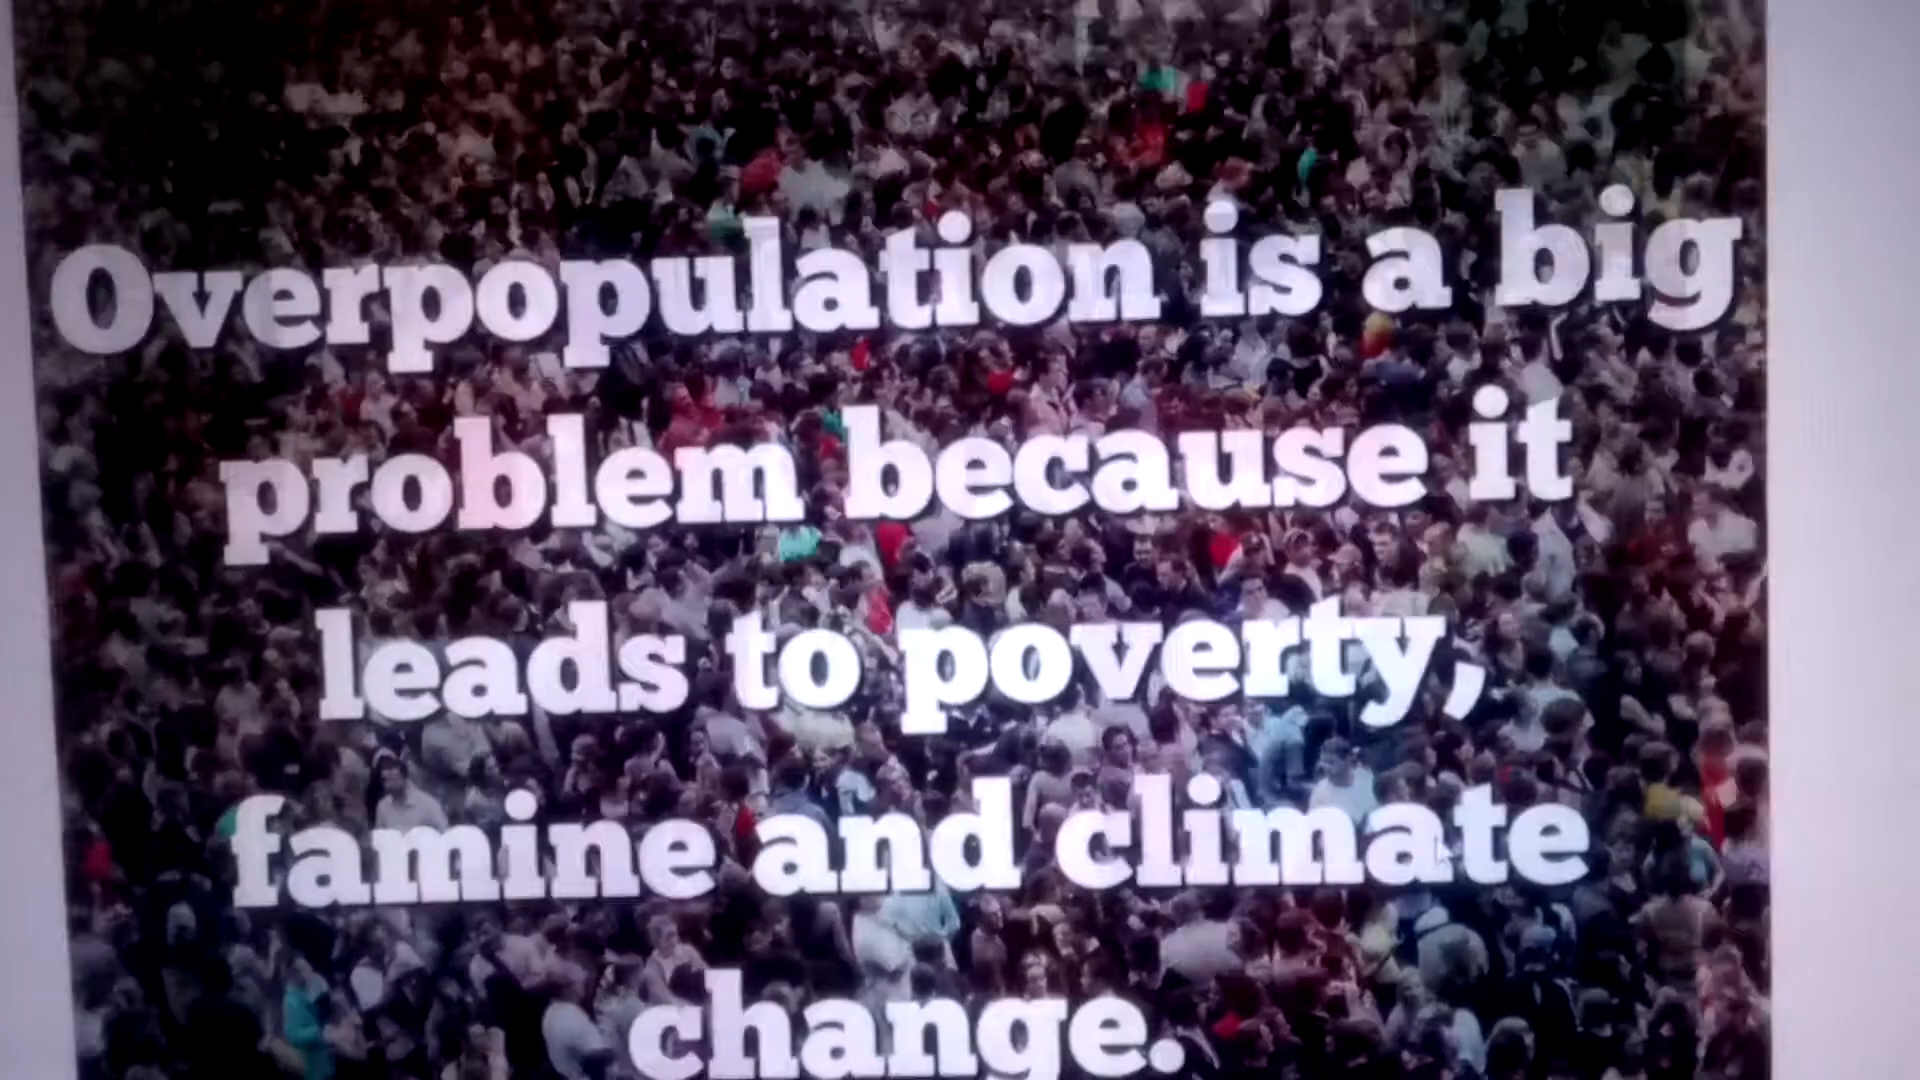 Overpopulation is a big
problem because it
leads to poverty,
famine and climate
change.